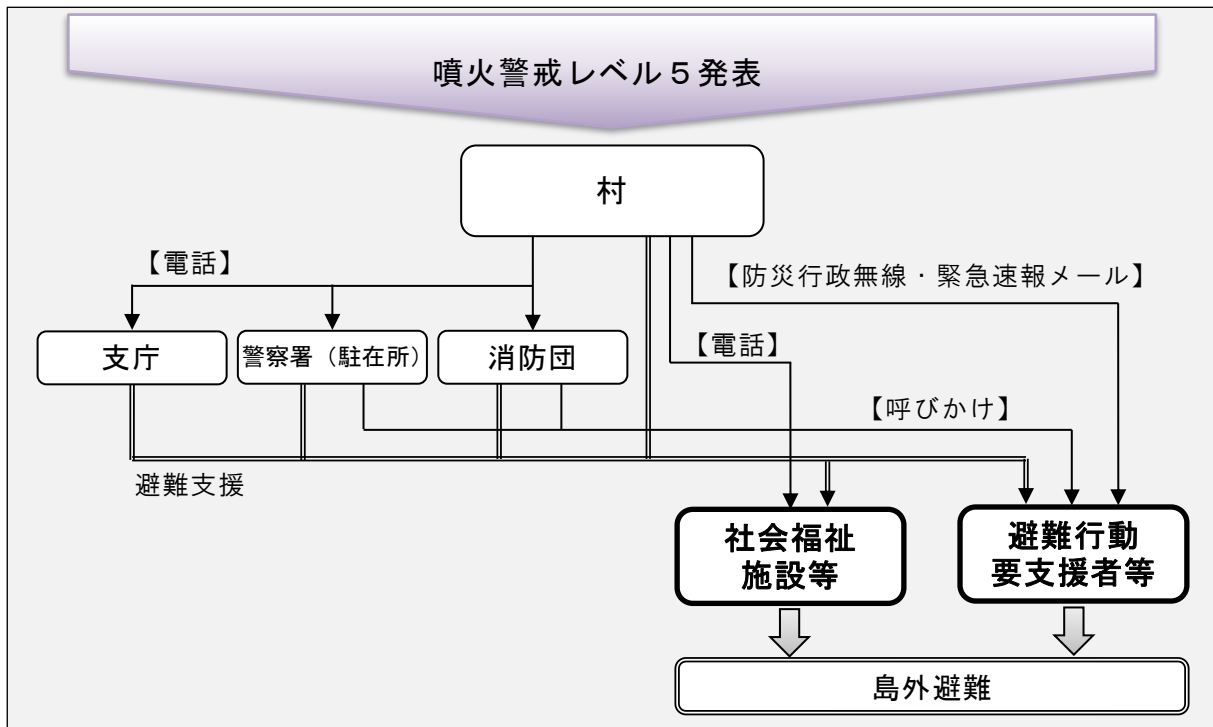 噴火警戒レベル５発表
村
【電話】
【防災行政無線・緊急速報メール】
支庁
警察署（駐在所）
消防団
【電話】
【呼びかけ】
避難支援
社会福祉
施設等
避難行動
要支援者等
島外避難